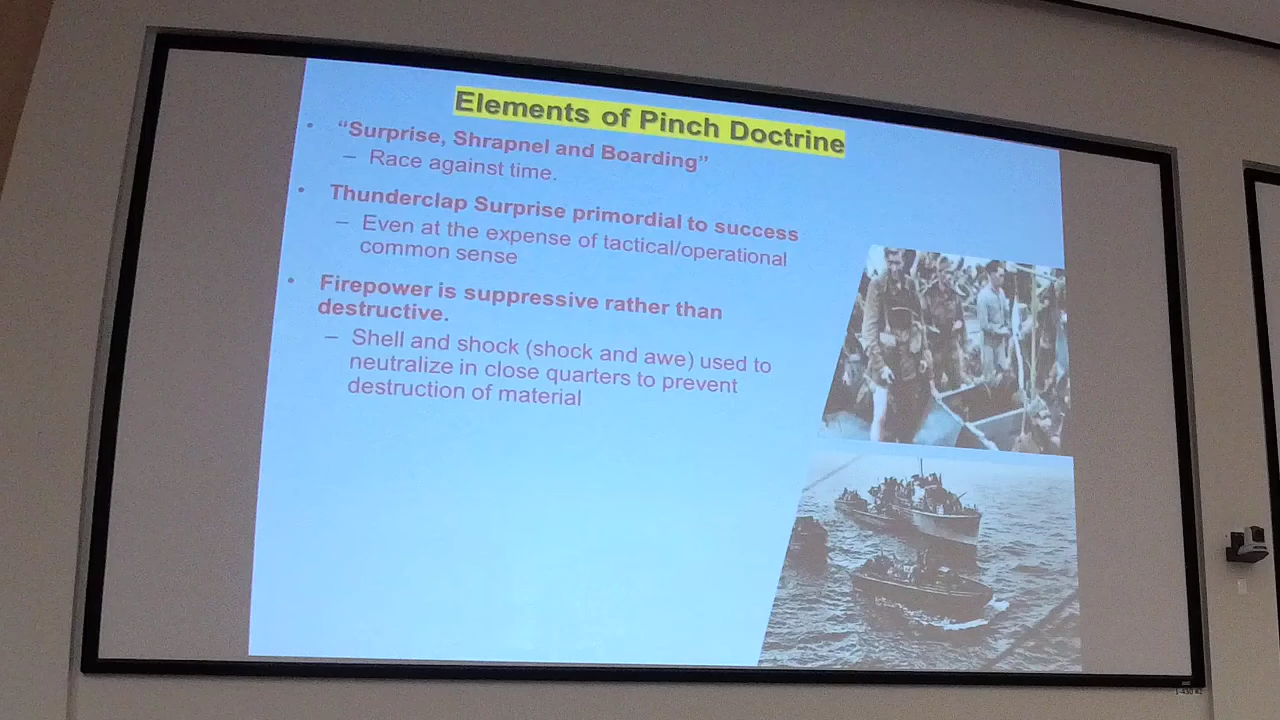 Elements of Pinch Doctrine
• “Surprise, Shrapnel and Boarding”
– Race against time.
• Thunderclap Surprise primordial to success
– Even at the expense of tactical/operational
common sense
• Firepower is suppressive rather than
destructive.
– Shell and shock (shock and awe) used to
neutralize in close quarters to prevent
destruction of material